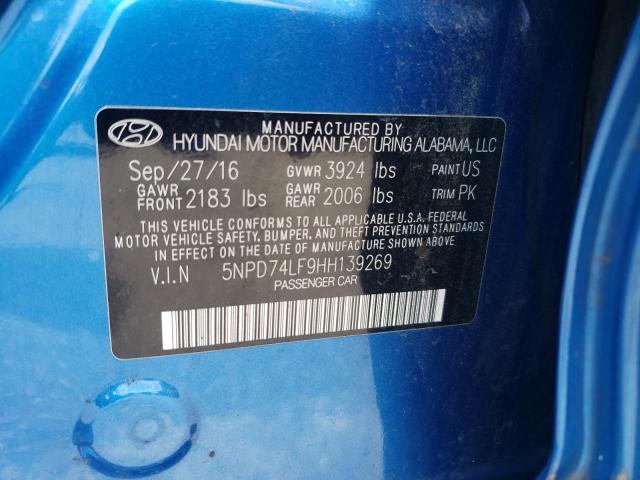 MANUFACTURED BY
HYUNDAI MOTOR MANUFACTURING ALABAMA, LLC
Sep/27/16 GVWR 3924 lbs PAINT US
GAWR FRONT 2183 lbs GAWR REAR 2006 lbs TRIM PK
THIS VEHICLE CONFORMS TO ALL APPLICABLE U.S.A. FEDERAL
MOTOR VEHICLE SAFETY, BUMPER, AND THEFT PREVENTION STANDARDS
IN EFFECT ON THE DATE OF MANUFACTURE SHOWN ABOVE.
V.I.N 5NPD74LF9HH139269
PASSENGER CAR